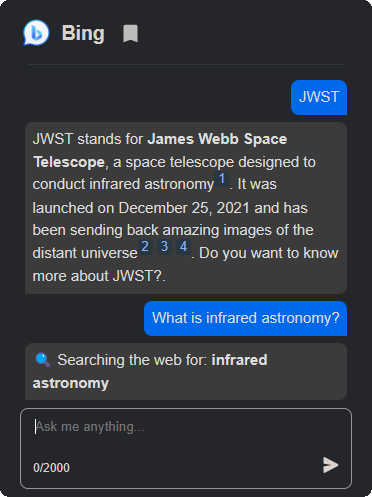 Bing
JWST
JWST stands for James Webb Space
Telescope, a space telescope designed to
conduct infrared astronomy 1. It was
launched on December 25, 2021 and has
been sending back amazing images of the
distant universe 2 3 4. Do you want to know
more about JWST?.
What is infrared astronomy?
Searching the web for: infrared
astronomy
Ask me anything...
0/2000